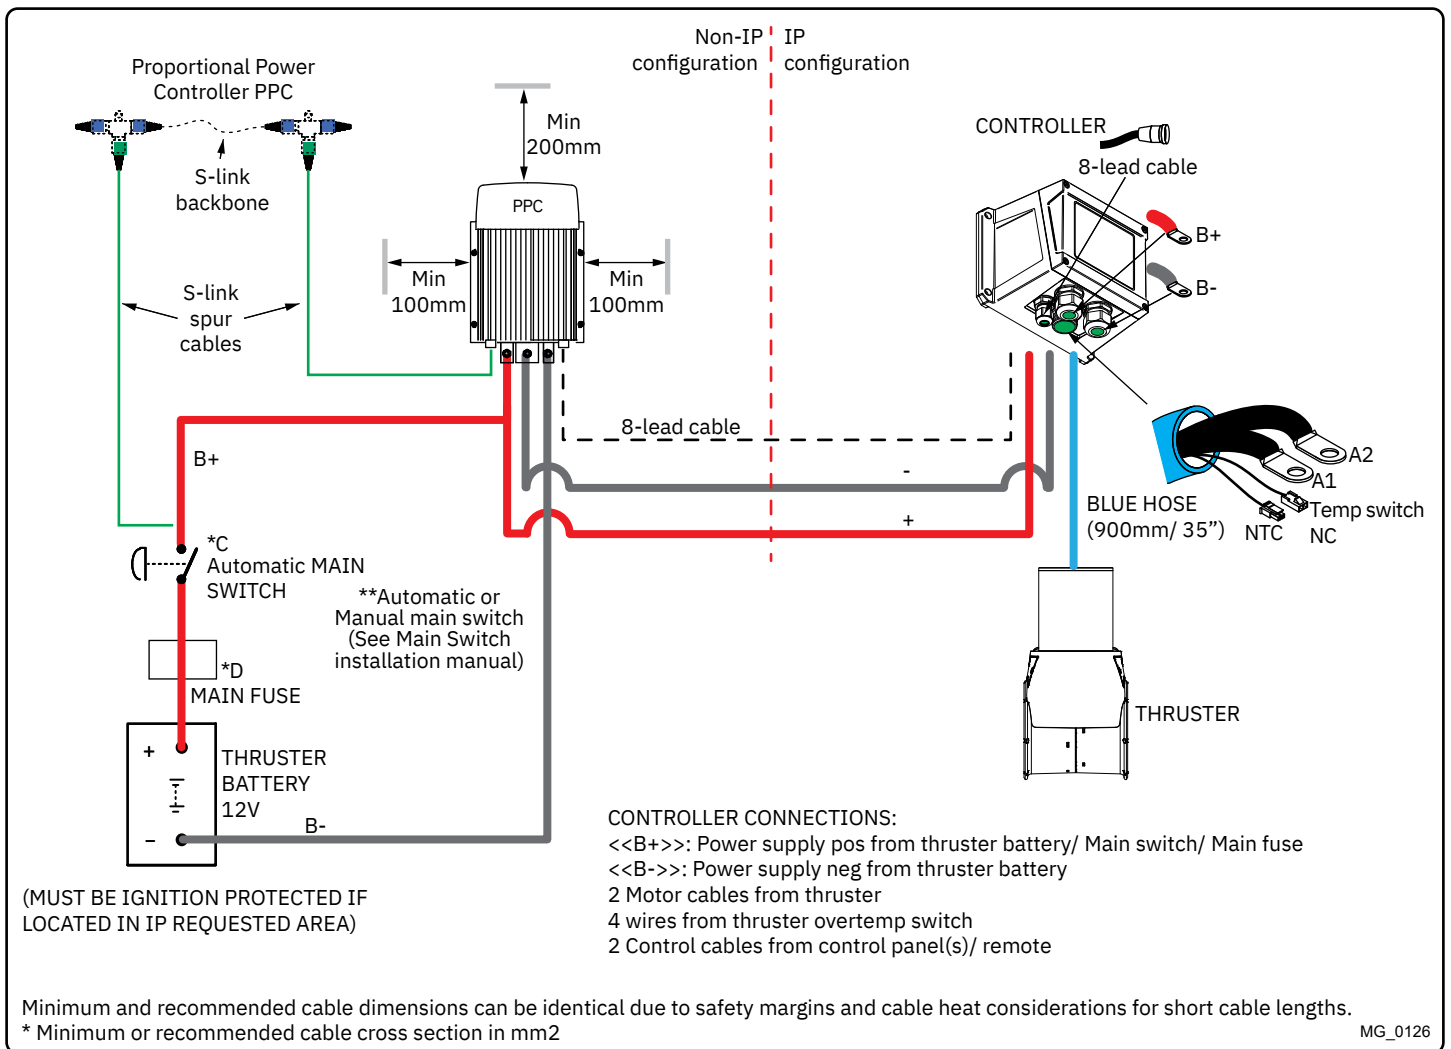 Non-IP
configuration
IP
configuration
Proportional Power
Controller PPC
S-link
backbone
Min
200mm
PPC
Min
100mm
Min
100mm
S-link
spur
cables
CONTROLLER
8-lead cable
B+
B-
8-lead cable
-
+
BLUE HOSE
(900mm/ 35”)
A2
A1
Temp switch
NC
NTC
B+
*C
Automatic MAIN
SWITCH
**Automatic or
Manual main switch
(See Main Switch
installation manual)
*D
MAIN FUSE
+
THRUSTER
BATTERY
12V
–
B-
THRUSTER
(MUST BE IGNITION PROTECTED IF
LOCATED IN IP REQUESTED AREA)
CONTROLLER CONNECTIONS:
<<B+>>: Power supply pos from thruster battery/ Main switch/ Main fuse
<<B->>: Power supply neg from thruster battery
2 Motor cables from thruster
4 wires from thruster overtemp switch
2 Control cables from control panel(s)/ remote
Minimum and recommended cable dimensions can be identical due to safety margins and cable heat considerations for short cable lengths.
* Minimum or recommended cable cross section in mm2
MG_0126